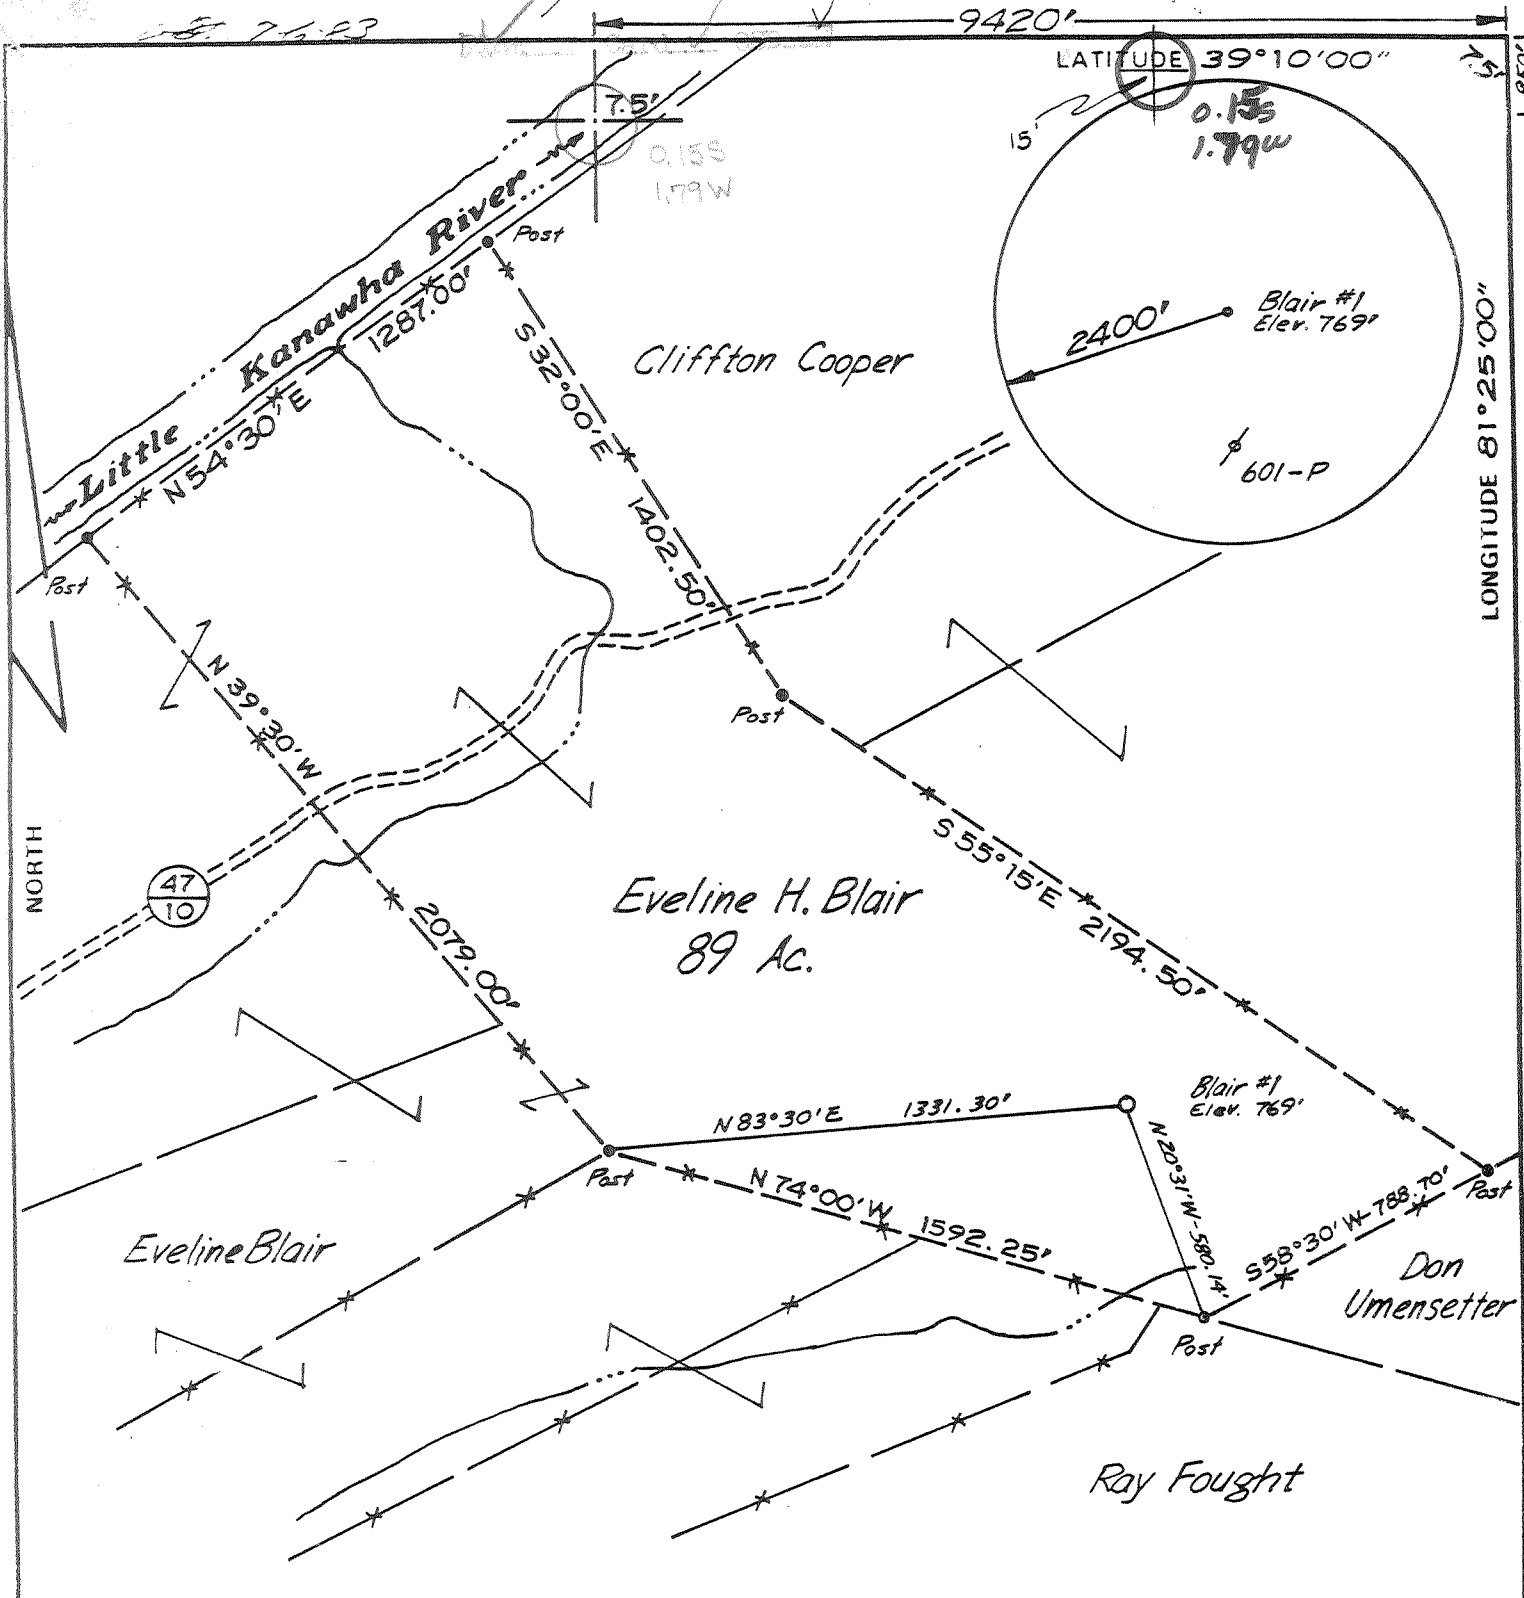 9420'
LATITUDE 39°10'00"
7.5'
7.5'
15'
0.15S
1.79W
0.15S
1.79W
Little Kanawha River
Post
1287.00'
N54°30'E
S32°00'E
1402.50'
Cliffton Cooper
2400'
Blair #1
Elev. 769'
601-P
LONGITUDE 81°25'00"
Post
N 39°30'W
2079.00'
Post
NORTH
47
10
Eveline H. Blair
89 Ac.
S 55°15'E
2194.50'
Blair #1
Elev. 769'
N 83°30'E 1331.30'
N 20°31'W-580.14'
Post
N 74°00'W
1592.25'
S58°30'W-788.70'
Post
Eveline Blair
Don
Umensetter
Post
Ray Fought